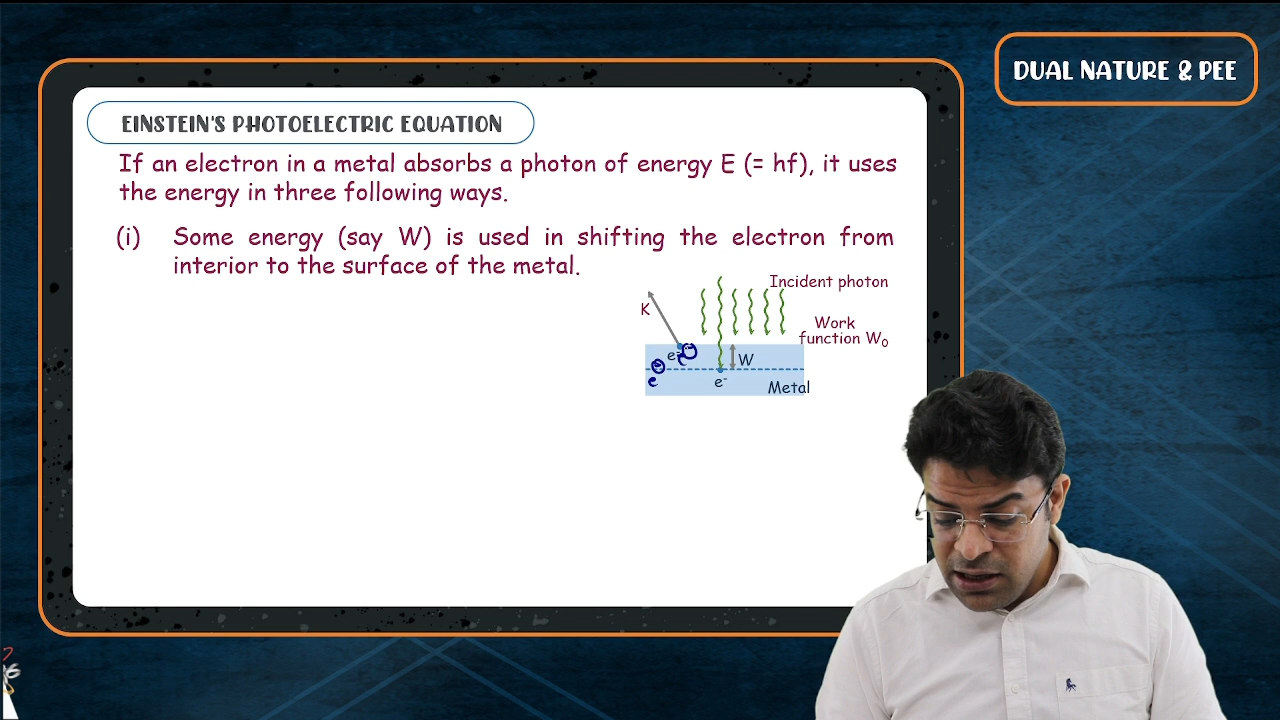 DUAL NATURE & PEE
EINSTEIN'S PHOTOELECTRIC EQUATION
If an electron in a metal absorbs a photon of energy E (= hf), it uses
the energy in three following ways.
(i) Some energy (say W) is used in shifting the electron from
interior to the surface of the metal.
Incident photon
K
Work
function W₀
e⁻
e
W
e
e⁻
Metal